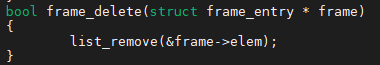 bool frame_delete(struct frame_entry * frame)
{
        list_remove(&frame->elem);
}